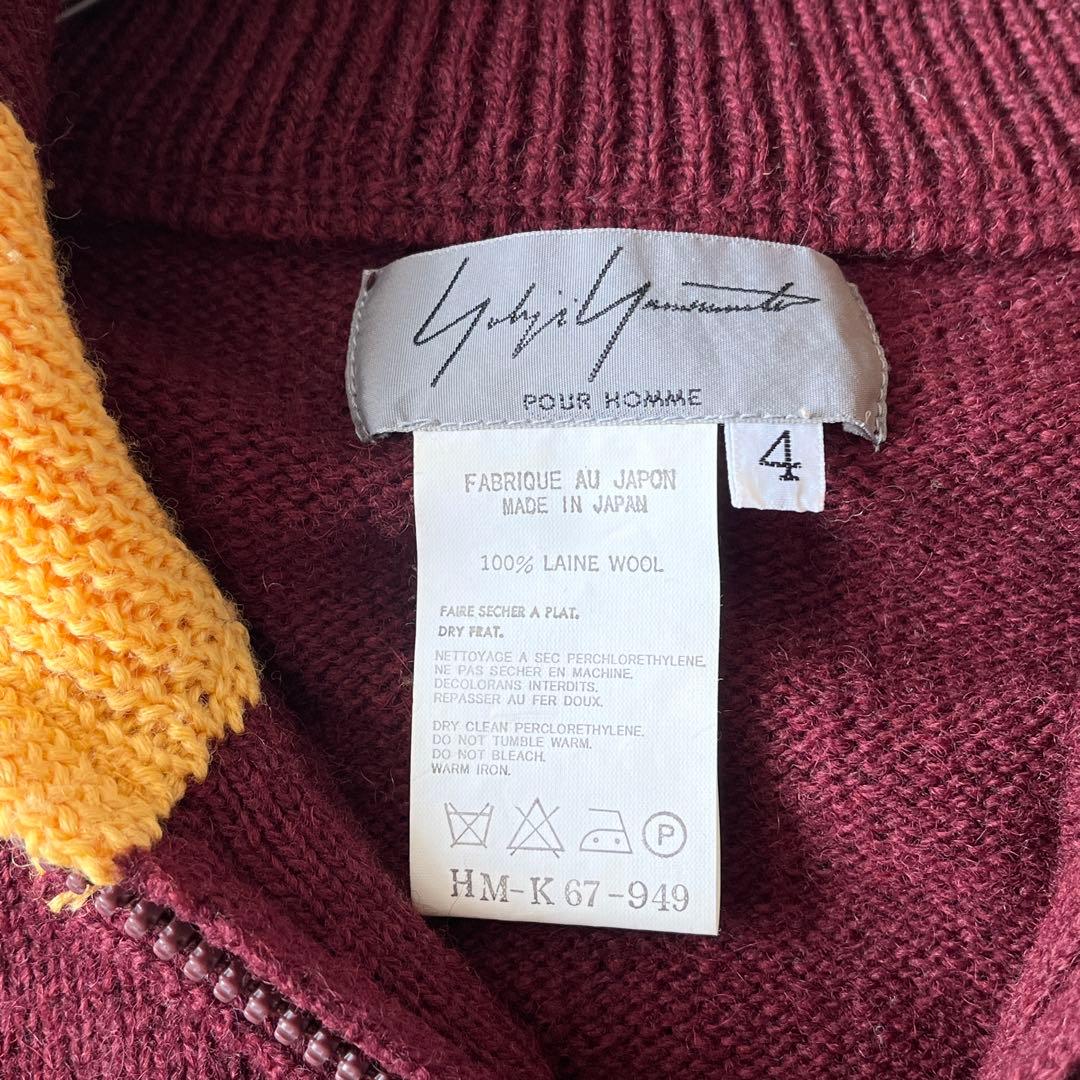 Yohji Yamamoto
POUR HOMME
4
FABRIQUE AU JAPON
MADE IN JAPAN
100% LAINE WOOL
FAIRE SECHER A PLAT.
DRY FRAT.
NETTOYAGE A SEC PERCHLORETHYLENE.
NE PAS SECHER EN MACHINE.
DECOLORANS INTERDITS.
REPASSER AU FER DOUX.
DRY CLEAN PERCLORETHYLENE.
DO NOT TUMBLE WARM.
DO NOT BLEACH.
WARM IRON.
P
HM-K67-949